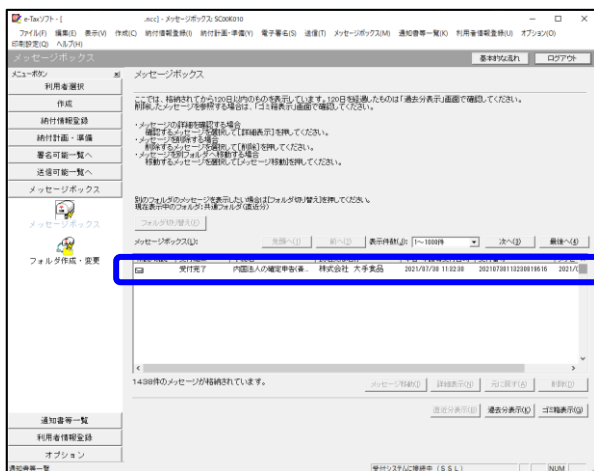 e-Taxソフト - [ .ncc] - メッセージボックス SC00K010
ファイル(F) 編集(E) 表示(V) 作成(C) 納付情報登録(I) 納付計画・準備(Y) 電子署名(S) 送信(T) メッセージボックス(M) 通知書等一覧(K) 利用者情報登録(U) オプション(O)
印刷設定(Q) ヘルプ(H)
メッセージボックス 基本的な流れ ログアウト
メニューボタン
利用者選択
作成
納付情報登録
納付計画・準備
署名可能一覧へ
送信可能一覧へ
メッセージボックス
メッセージボックス
フォルダ作成・変更
通知書等一覧
利用者情報登録
オプション
メッセージボックス
ここでは、格納されてから120日以内のものを表示しています。120日を経過したものは「過去分表示」画面で確認してください。
削除したメッセージを参照する場合は、「ゴミ箱表示」画面で確認してください。
・メッセージの詳細を確認する場合
確認するメッセージを選択して[詳細表示]を押してください。
・メッセージを削除する場合
削除するメッセージを選択して[削除]を押してください。
・メッセージを別フォルダへ移動する場合
移動するメッセージを選択して[メッセージ移動]を押してください。
別のフォルダのメッセージを表示したい場合はフォルダ切り替え]を押してください。
現在表示中のフォルダ:共通フォルダ(直近分)
フォルダ切り替え(E)
メッセージボックス(L): 先頭へ(1) 前へ(2) 表示件数(J): 1～1000件 次へ(3) 最後へ(4)
受付完了 内国法人の確定申告(青... 株式会社 大手食品 2021/07/30 11:32:38 20210730113238819516 2021/0
1438件のメッセージが格納されています。
メッセージ移動(I) 詳細表示(N) 元に戻す(A) 削除(D)
直近分表示(B) 過去分表示(K) ゴミ箱表示(G)
通知書等一覧 受付システムに接続中 (ＳＳＬ) NUM